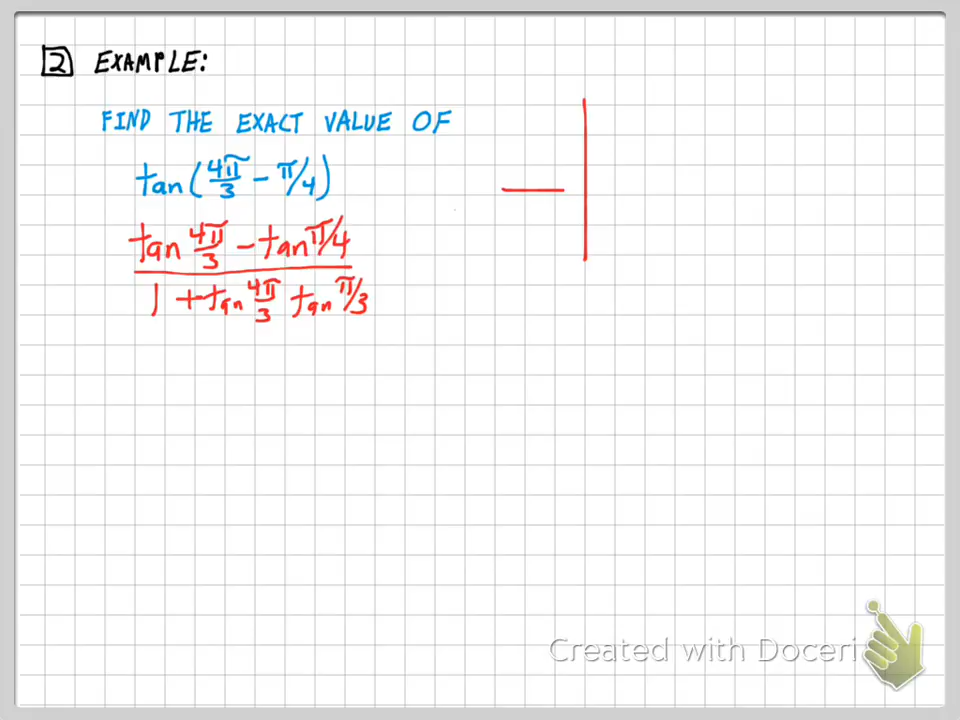 2 EXAMPLE:
FIND THE EXACT VALUE OF
tan(4π/3 - π/4)
tan 4π/3 - tan π/4
1 + tan 4π/3 tan π/3
Created with Doceri